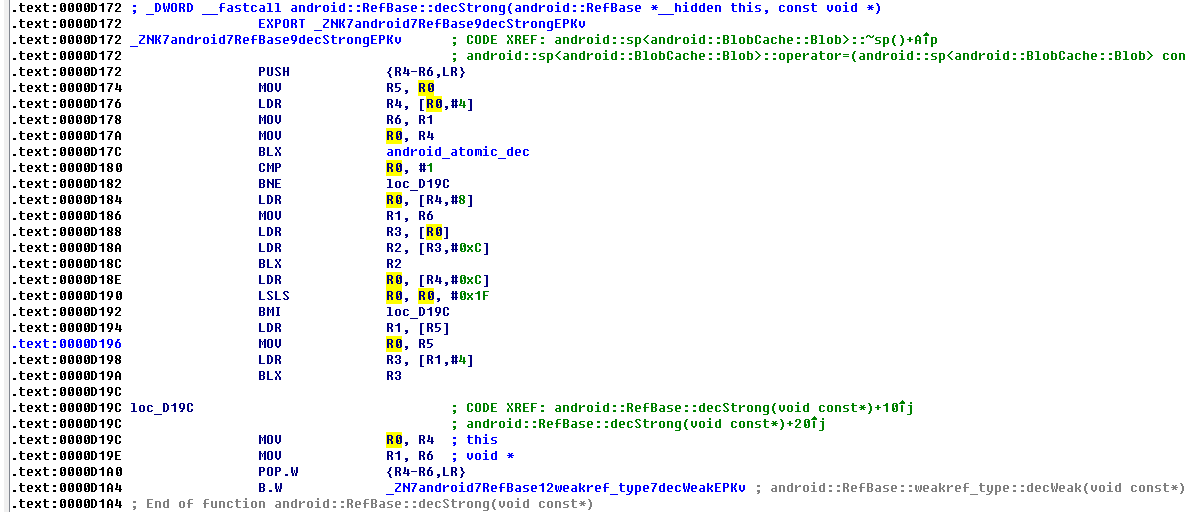 .text:0000D172 ; _DWORD __fastcall android::RefBase::decStrong(android::RefBase *__hidden this, const void *)
.text:0000D172 EXPORT _ZNK7android7RefBase9decStrongEPKv
.text:0000D172 _ZNK7android7RefBase9decStrongEPKv ; CODE XREF: android::sp<android::BlobCache::Blob>::~sp()+A↑p
.text:0000D172 ; android::sp<android::BlobCache::Blob>::operator=(android::sp<android::BlobCache::Blob> con
.text:0000D172 PUSH {R4-R6,LR}
.text:0000D174 MOV R5, R0
.text:0000D176 LDR R4, [R0,#4]
.text:0000D178 MOV R6, R1
.text:0000D17A MOV R0, R4
.text:0000D17C BLX android_atomic_dec
.text:0000D180 CMP R0, #1
.text:0000D182 BNE loc_D19C
.text:0000D184 LDR R0, [R4,#8]
.text:0000D186 MOV R1, R6
.text:0000D188 LDR R3, [R0]
.text:0000D18A LDR R2, [R3,#0xC]
.text:0000D18C BLX R2
.text:0000D18E LDR R0, [R4,#0xC]
.text:0000D190 LSLS R0, R0, #0x1F
.text:0000D192 BMI loc_D19C
.text:0000D194 LDR R1, [R5]
.text:0000D196 MOV R0, R5
.text:0000D198 LDR R3, [R1,#4]
.text:0000D19A BLX R3
.text:0000D19C
.text:0000D19C loc_D19C ; CODE XREF: android::RefBase::decStrong(void const*)+10↑j
.text:0000D19C ; android::RefBase::decStrong(void const*)+20↑j
.text:0000D19C MOV R0, R4 ; this
.text:0000D19E MOV R1, R6 ; void *
.text:0000D1A0 POP.W {R4-R6,LR}
.text:0000D1A4 B.W _ZN7android7RefBase12weakref_type7decWeakEPKv ; android::RefBase::weakref_type::decWeak(void const*)
.text:0000D1A4 ; End of function android::RefBase::decStrong(void const*)